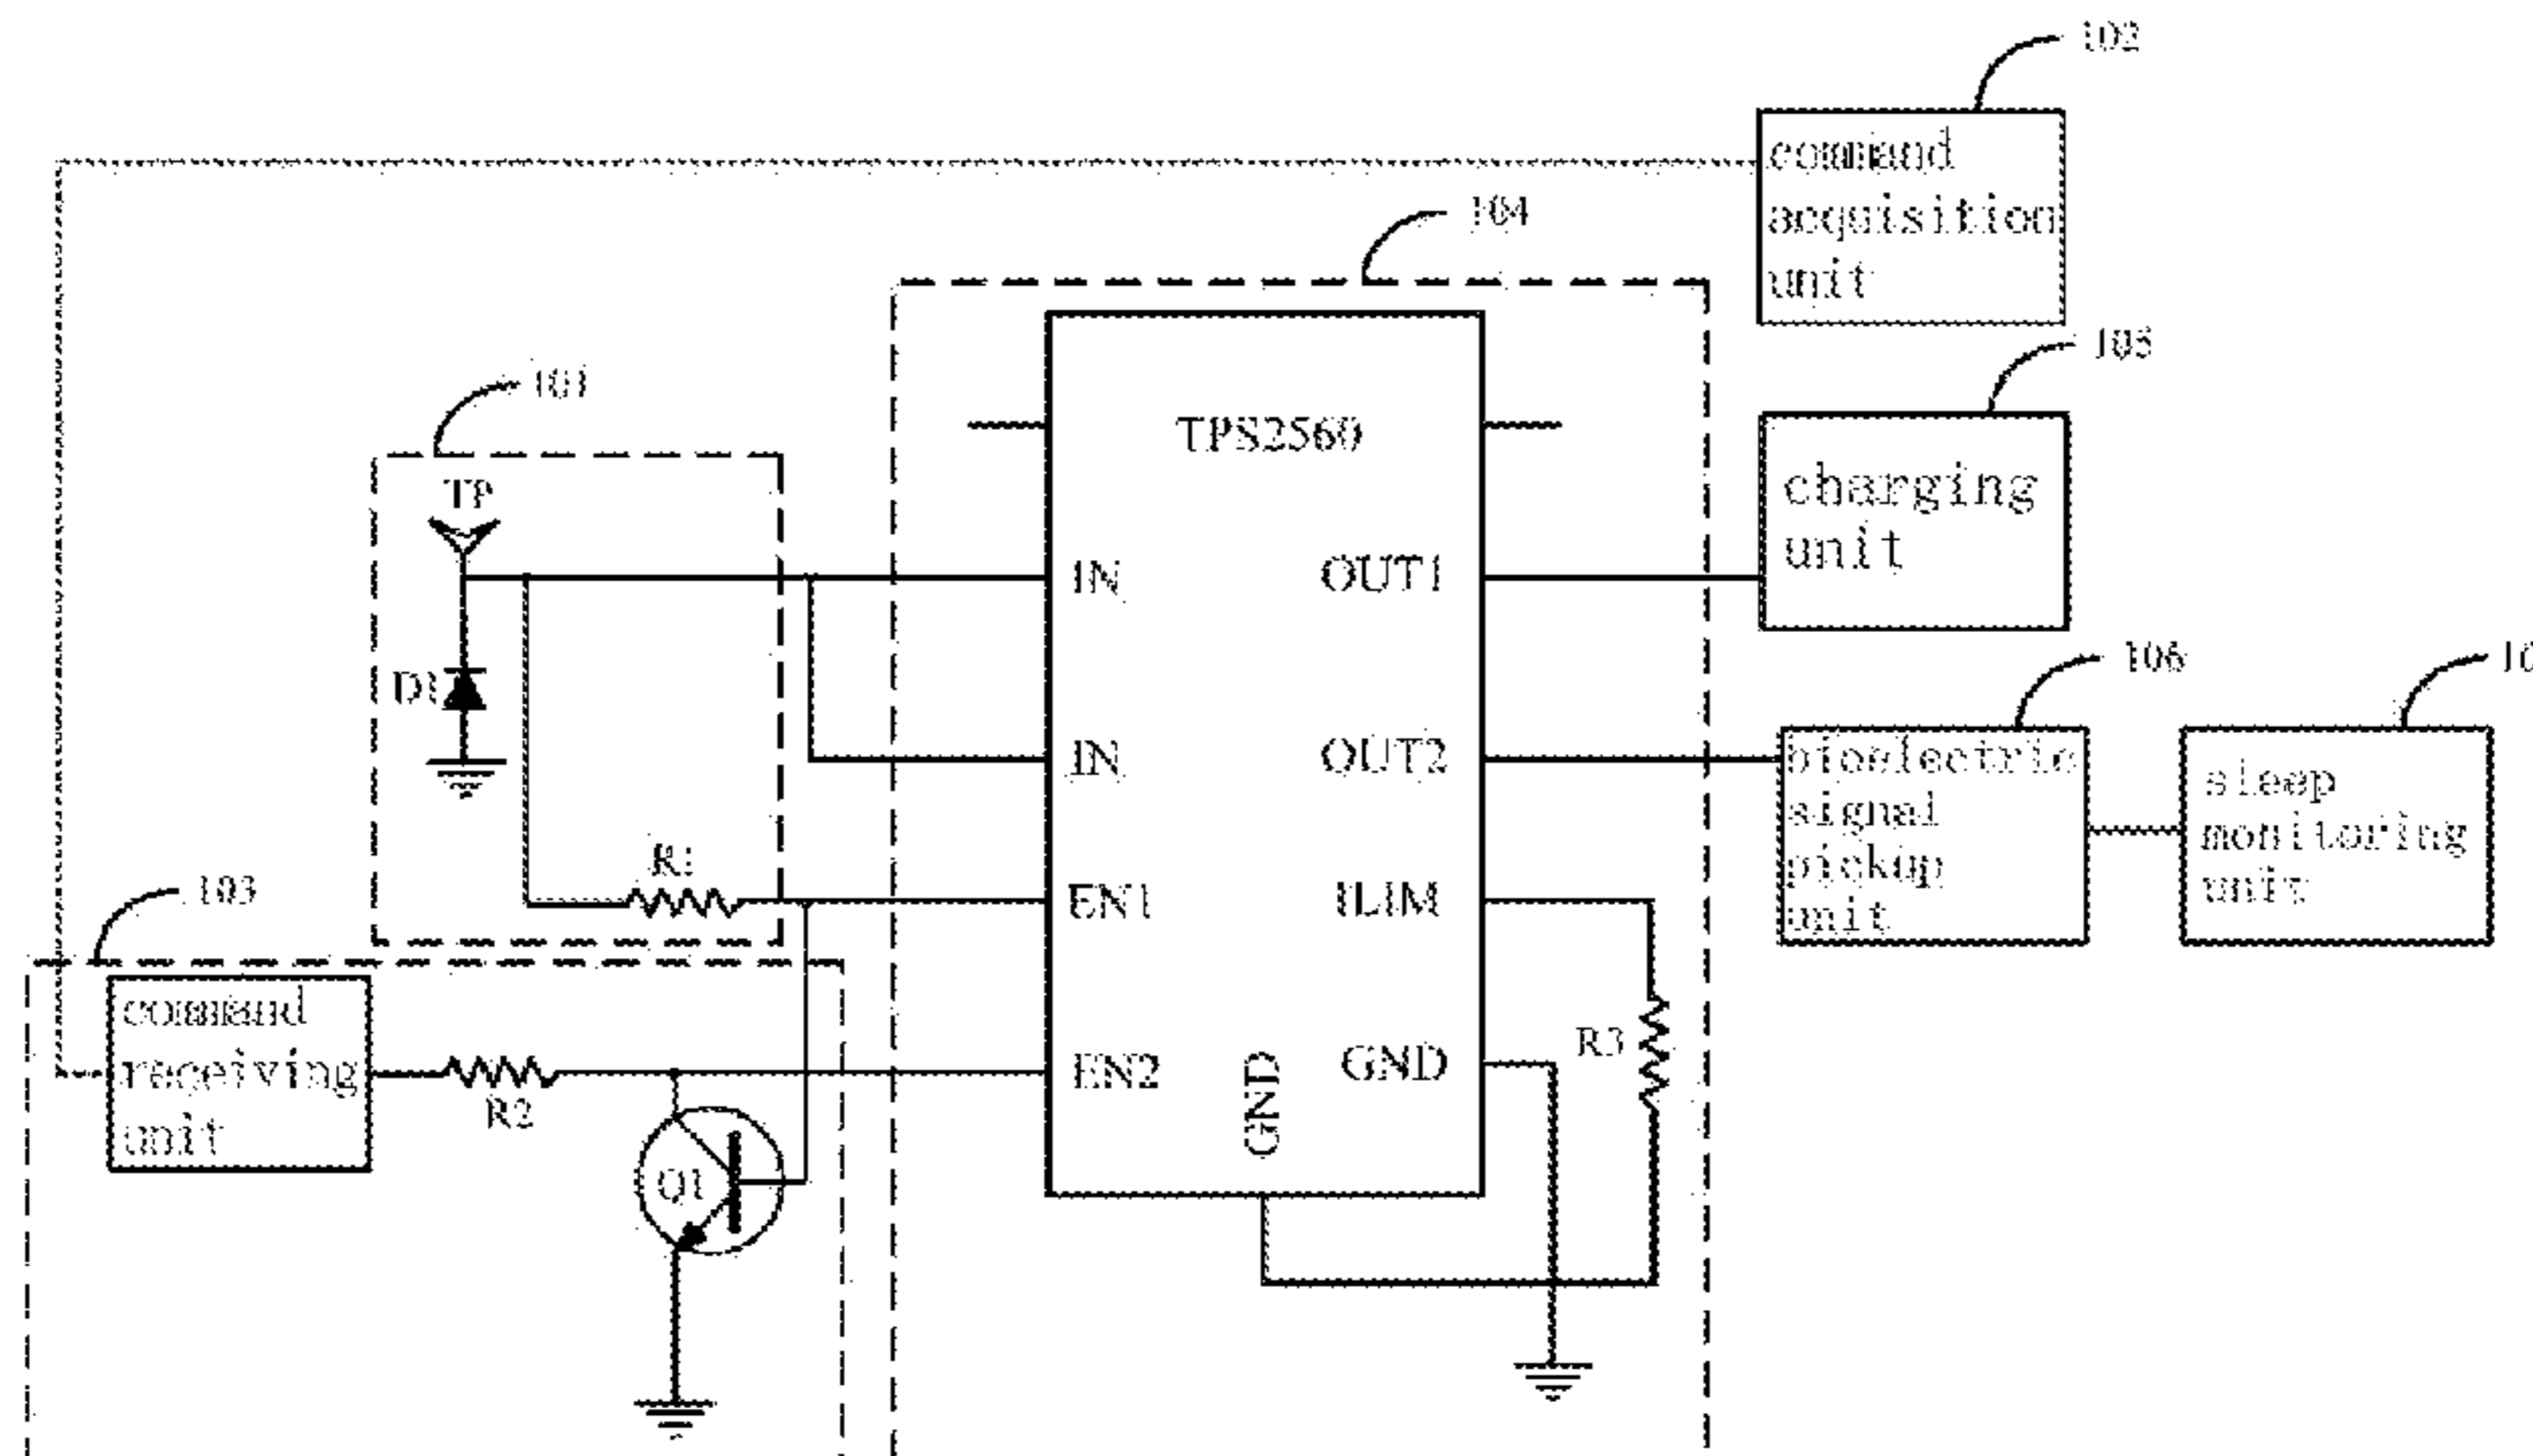 102
command
acquisition
unit
104
105
charging
unit
101
TP
TPS2560
IN
OUT1
D1
106
IN
OUT2
bioelectric
signal
pickup
unit
sleep
monitoring
unit
R1
103
EN1
ILIM
command
receiving
unit
R2
EN2
GND
GND
R3
Q1